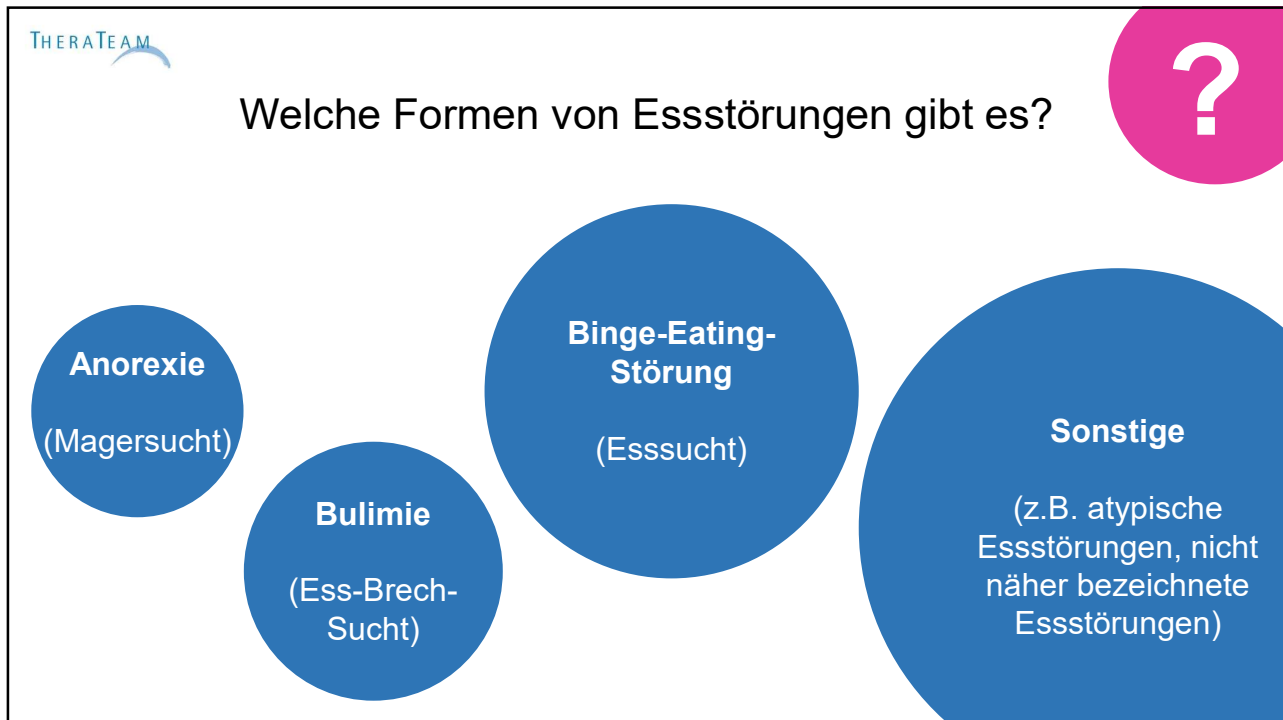 THERATEAM
?
Welche Formen von Essstörungen gibt es?
Anorexie
(Magersucht)
Bulimie
(Ess-Brech-
Sucht)
Binge-Eating-
Störung
(Esssucht)
Sonstige
(z.B. atypische
Essstörungen, nicht
näher bezeichnete
Essstörungen)